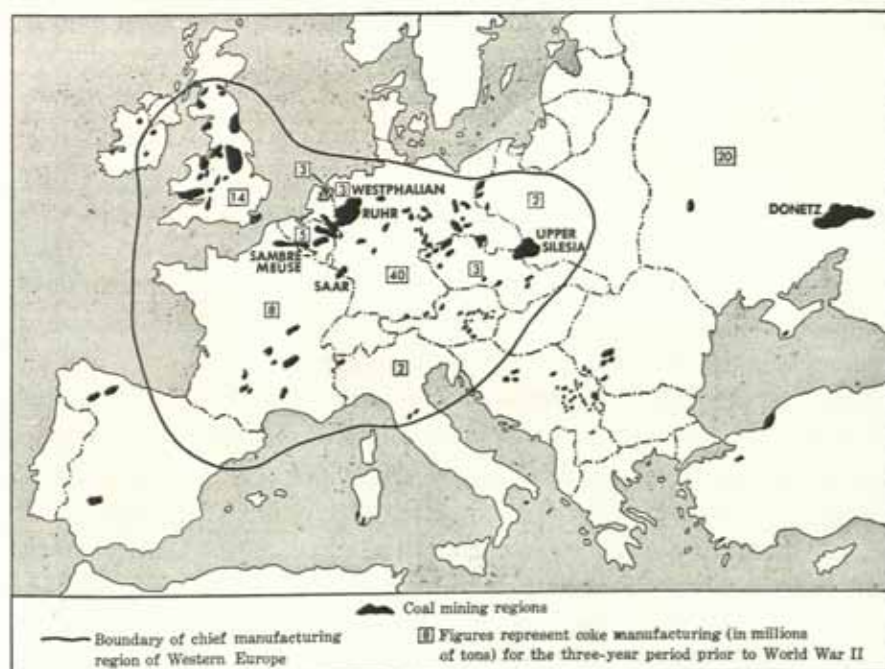 20
3
3
WESTPHALIAN
14
2
RUHR
DONETZ
5
UPPER
SILESIA
SAMBRE
MEUSE
3
SAAR
40
8
2
Coal mining regions
Boundary of chief manufacturing
region of Western Europe
8 Figures represent coke manufacturing (in millions
of tons) for the three-year period prior to World War II